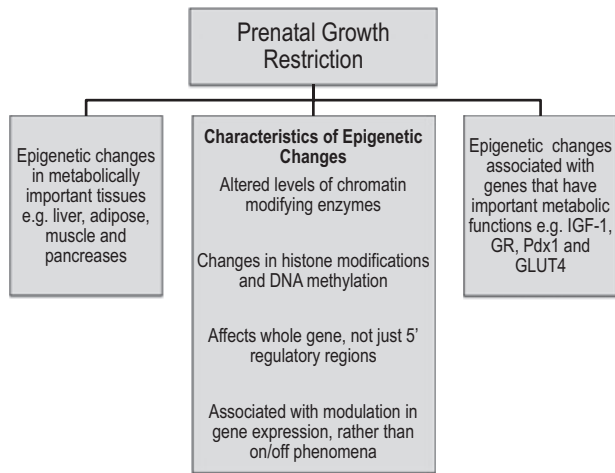 Prenatal Growth
Restriction
Epigenetic changes
in metabolically
important tissues
e.g. liver, adipose,
muscle and
pancreases
Characteristics of Epigenetic
Changes
Altered levels of chromatin
modifying enzymes
Changes in histone modifications
and DNA methylation
Affects whole gene, not just 5’
regulatory regions
Associated with modulation in
gene expression, rather than
on/off phenomena
Epigenetic changes
associated with
genes that have
important metabolic
functions e.g. IGF-1,
GR, Pdx1 and
GLUT4